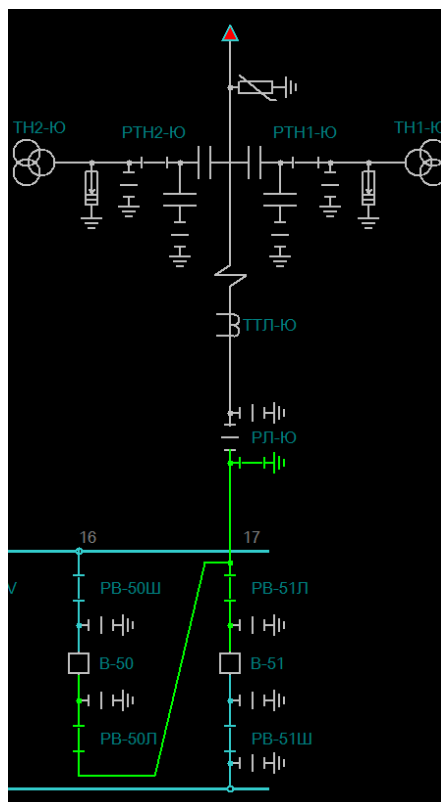 ТН2-Ю
РТН2-Ю
РТН1-Ю
ТН1-Ю
ТТЛ-Ю
РЛ-Ю
16
17
V
РВ-50Ш
РВ-51Л
В-50
В-51
РВ-50Л
РВ-51Ш